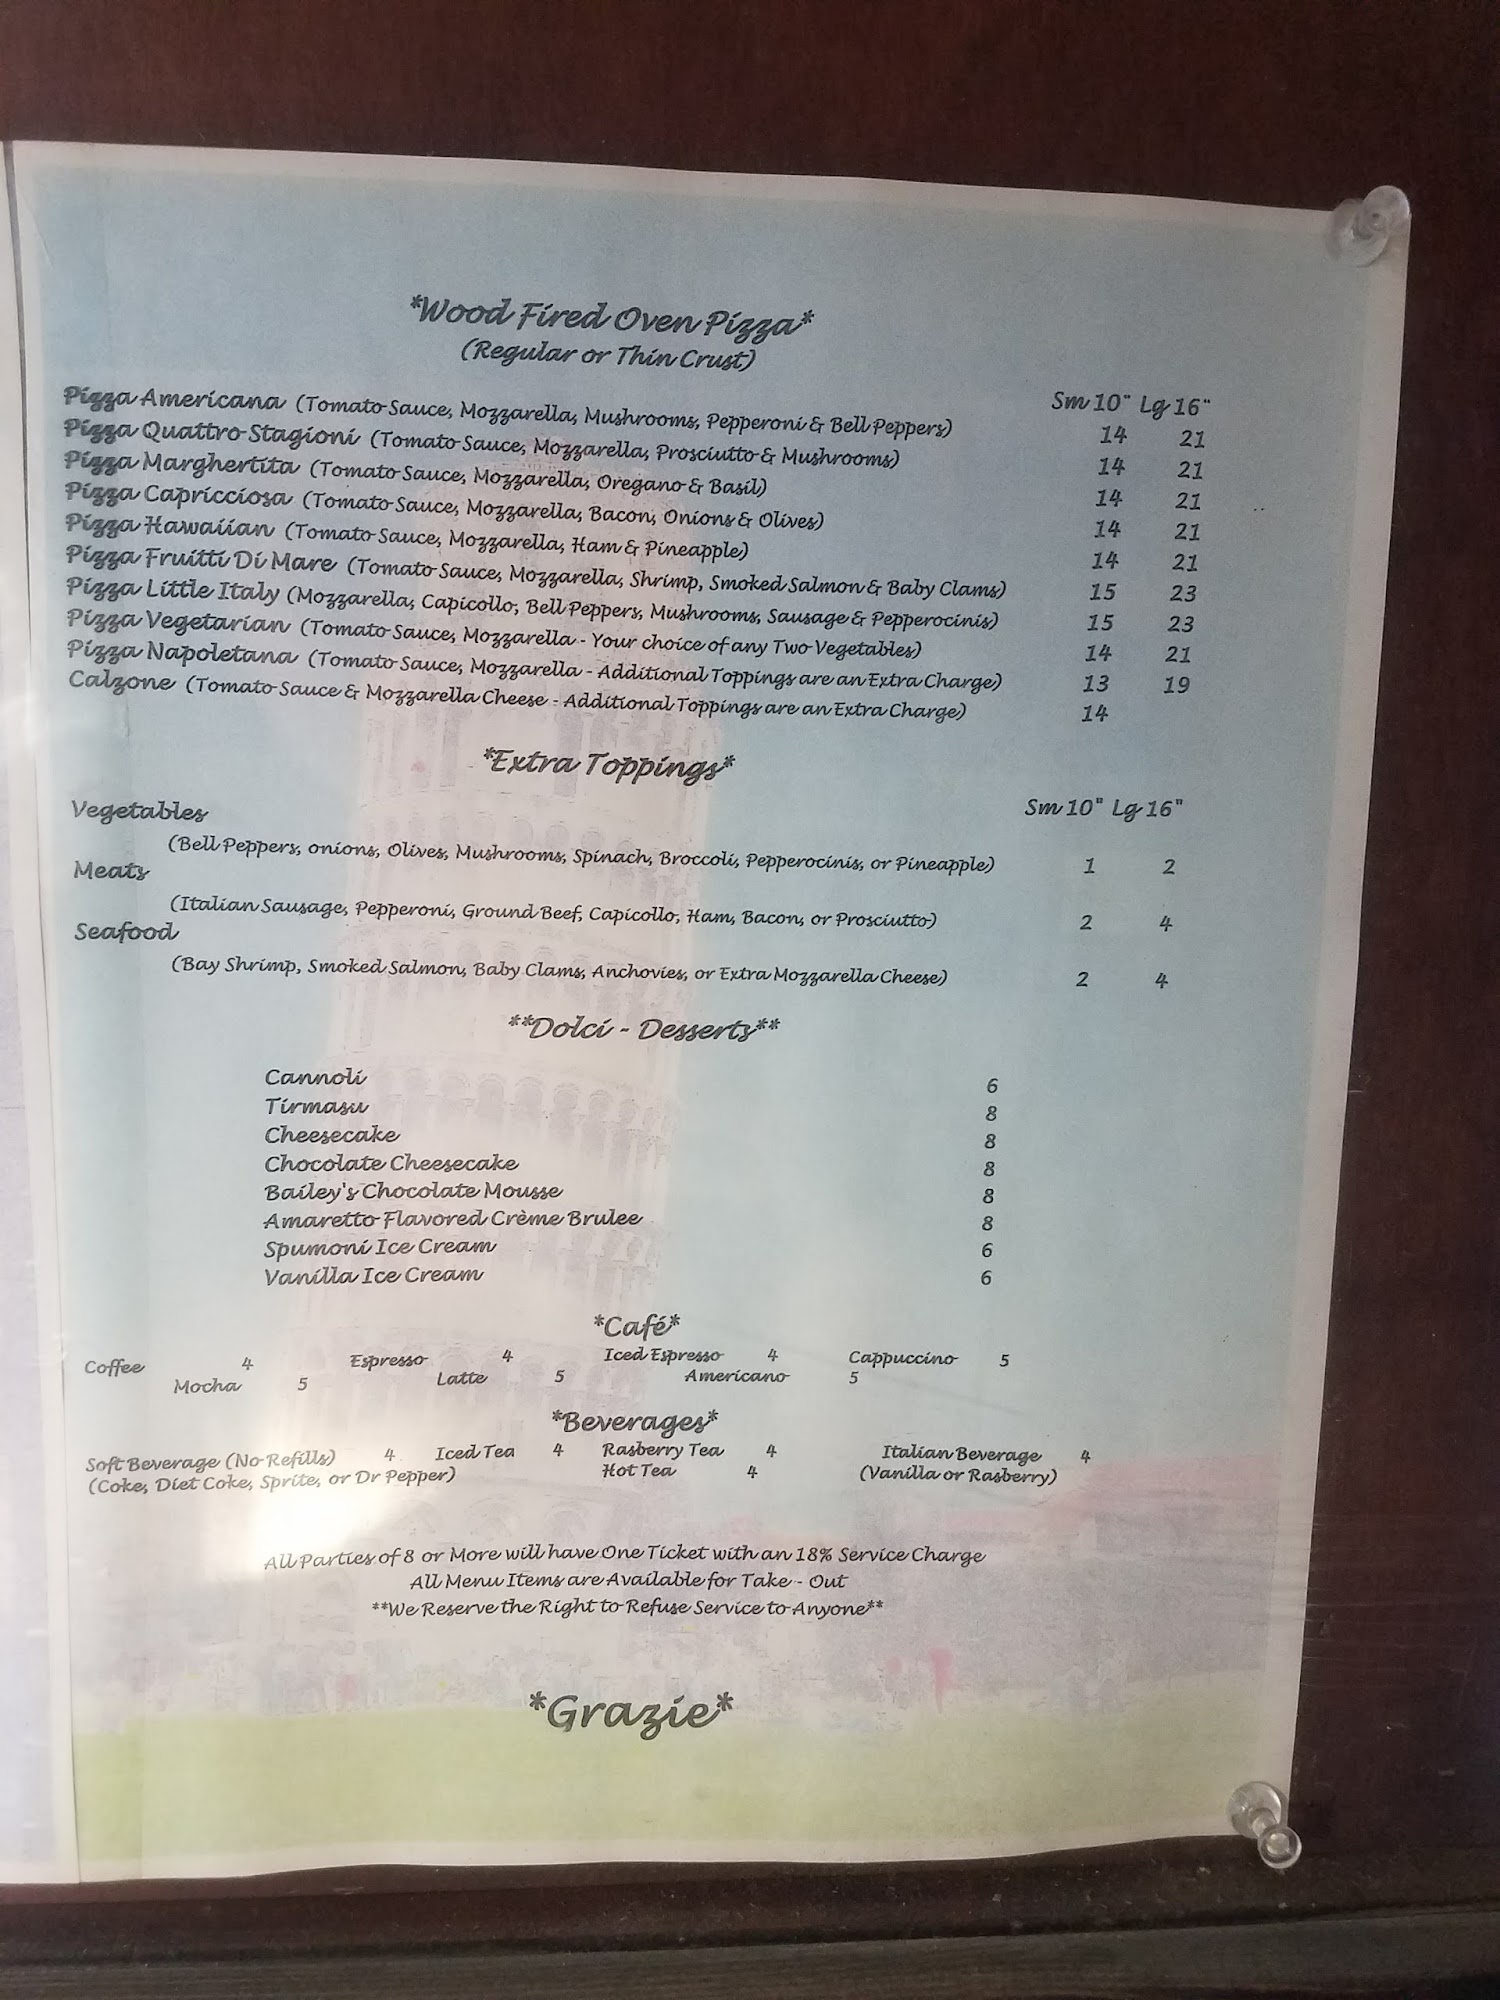 *Wood Fired Oven Pizza*
(Regular or Thin Crust)
Sm 10" Lg 16"
Pizza Americana (Tomato Sauce, Mozzarella, Mushrooms, Pepperoni & Bell Peppers) 14 21
Pizza Quattro Stagioni (Tomato Sauce, Mozzarella, Prosciutto & Mushrooms) 14 21
Pizza Marghertita (Tomato Sauce, Mozzarella, Oregano & Basil) 14 21
Pizza Capricciosa (Tomato Sauce, Mozzarella, Bacon, Onions & Olives) 14 21
Pizza Hawaiian (Tomato Sauce, Mozzarella, Ham & Pineapple) 14 21
Pizza Fruitti Di Mare (Tomato Sauce, Mozzarella, Shrimp, Smoked Salmon & Baby Clams) 15 23
Pizza Little Italy (Mozzarella, Capicollo, Bell Peppers, Mushrooms, Sausage & Pepperocinis) 15 23
Pizza Vegetarian (Tomato Sauce, Mozzarella - Your choice of any Two Vegetables) 14 21
Pizza Napoletana (Tomato Sauce, Mozzarella - Additional Toppings are an Extra Charge) 13 19
Calzone (Tomato Sauce & Mozzarella Cheese - Additional Toppings are an Extra Charge) 14
*Extra Toppings*
Vegetables Sm 10" Lg 16"
(Bell Peppers, onions, Olives, Mushrooms, Spinach, Broccoli, Pepperocinis, or Pineapple) 1 2
Meats
(Italian Sausage, Pepperoni, Ground Beef, Capicollo, Ham, Bacon, or Prosciutto) 2 4
Seafood
(Bay Shrimp, Smoked Salmon, Baby Clams, Anchovies, or Extra Mozzarella Cheese) 2 4
**Dolci - Desserts**
Cannoli 6
Tirmasu 8
Cheesecake 8
Chocolate Cheesecake 8
Bailey's Chocolate Mousse 8
Amaretto Flavored Crème Brulee 8
Spumoni Ice Cream 6
Vanilla Ice Cream 6
*Café*
Coffee 4 Espresso 4 Iced Espresso 4 Cappuccino 5
Mocha 5 Latte 5 Americano 5
*Beverages*
Soft Beverage (No Refills) 4 Iced Tea 4 Rasberry Tea 4 Italian Beverage 4
(Coke, Diet Coke, Sprite, or Dr Pepper) Hot Tea 4 (Vanilla or Rasberry)
All Parties of 8 or More will have One Ticket with an 18% Service Charge
All Menu Items are Available for Take - Out
**We Reserve the Right to Refuse Service to Anyone**
*Grazie*